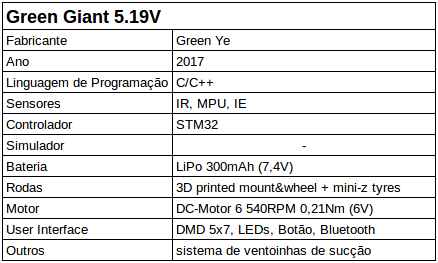 Green Giant 5.19V
Fabricante Green Ye
Ano 2017
Linguagem de Programação C/C++
Sensores IR, MPU, IE
Controlador STM32
Simulador -
Bateria LiPo 300mAh (7,4V)
Rodas 3D printed mount&wheel + mini-z tyres
Motor DC-Motor 6 540RPM 0,21Nm (6V)
User Interface DMD 5x7, LEDs, Botão, Bluetooth
Outros sistema de ventoinhas de sucção